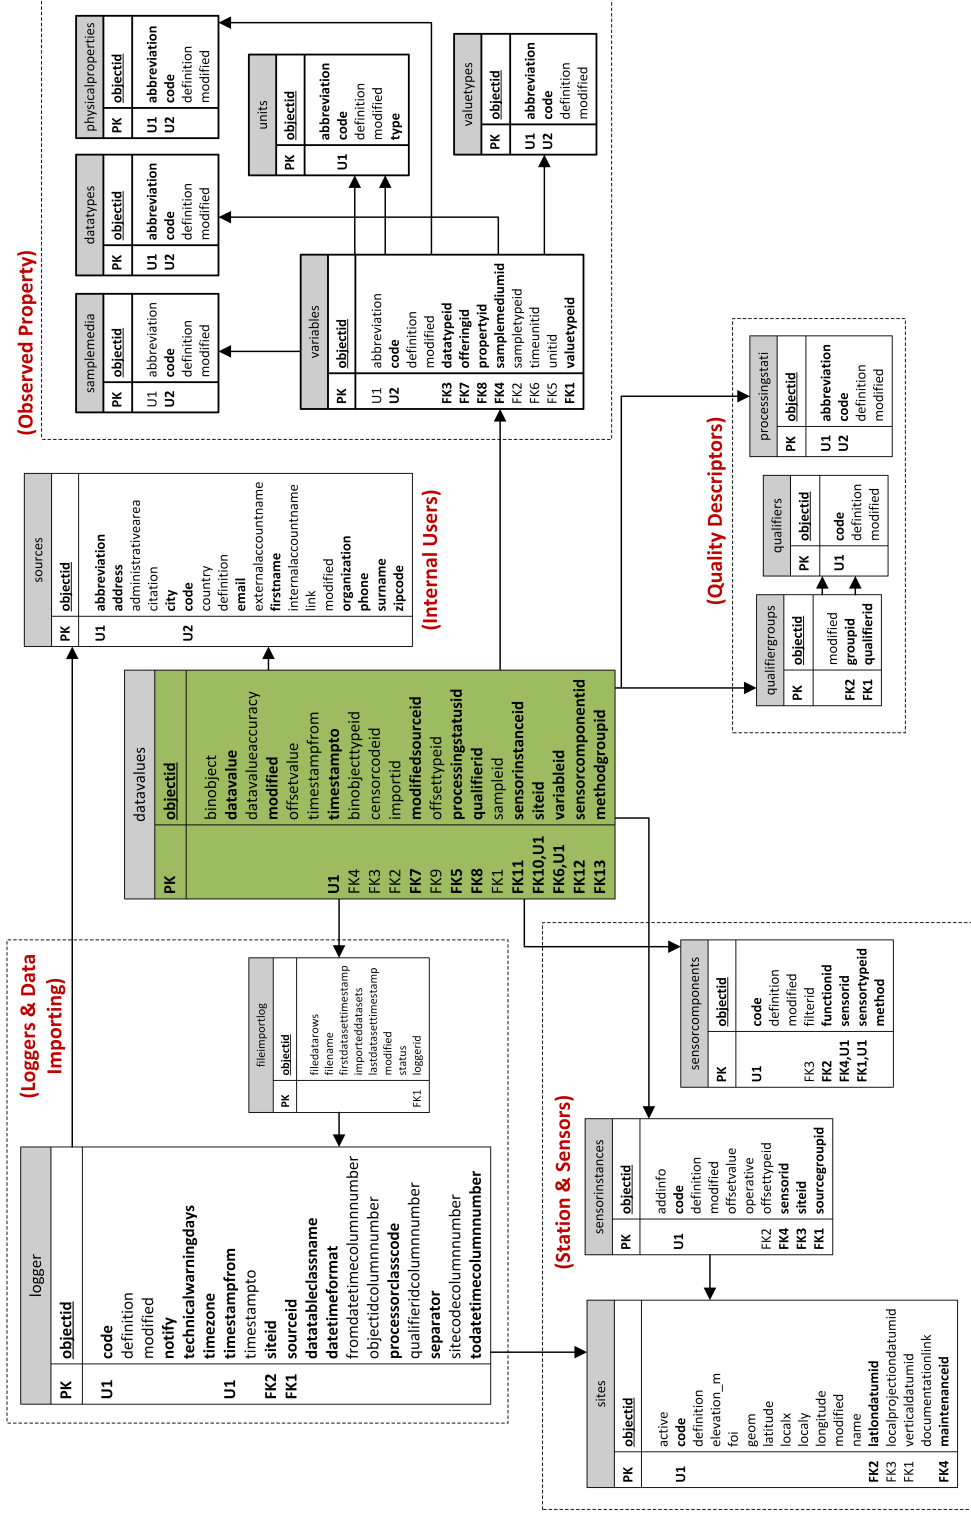 (Loggers & Data
Importing)
logger
PK objectid
U1 code
definition
modified
notify
technicalwarningdays
timezone
U1 timestampfrom
timestampto
FK2 siteid
FK1 sourceid
datatableclassname
datetimeformat
fromdatetimecolumnnumber
objectidcolumnnumber
processorclasscode
qualifieridcolumnnumber
separator
sitecodecolumnnumber
todatetimecolumnnumber
fileimportlog
PK objectid
filedatarows
filename
firstdatasettimestamp
importeddatasets
lastdatasettimestamp
modified
status
FK1 loggerid
sources
PK objectid
U1 abbreviation
address
administrativearea
citation
city
U2 code
country
definition
email
externalaccountname
firstname
internalaccountname
link
modified
organization
phone
surname
zipcode
(Internal Users)
(Observed Property)
samplemedia
PK objectid
U1 abbreviation
U2 code
definition
modified
datatypes
PK objectid
U1 abbreviation
U2 code
definition
modified
physicalproperties
PK objectid
U1 abbreviation
U2 code
definition
modified
units
PK objectid
abbreviation
U1 code
definition
modified
type
variables
PK objectid
U1 abbreviation
U2 code
definition
modified
FK3 datatypeid
FK7 offeringid
FK8 propertyid
FK4 samplemediumid
FK2 sampletypeid
FK6 timeunitid
FK5 unitid
FK1 valuetypeid
valuetypes
PK objectid
U1 abbreviation
U2 code
definition
modified
datavalues
PK objectid
binobject
datavalue
datavalueaccuracy
modified
offsetvalue
timestampfrom
U1 timestampto
FK4 binobjecttypeid
FK3 censorcodeid
FK2 importid
FK7 modifiedsourceid
FK9 offsettypeid
FK5 processingstatusid
FK8 qualifierid
FK1 sampleid
FK11 sensorinstanceid
FK10,U1 siteid
FK6,U1 variableid
FK12 sensorcomponentid
FK13 methodgroupid
(Station & Sensors)
sites
PK objectid
active
U1 code
definition
elevation_m
foi
geom
latitude
localx
localy
longitude
modified
name
FK2 latlondatumid
FK3 localprojectiondatumid
FK1 verticaldatumid
documentationlink
FK4 maintenanceid
sensorinstances
PK objectid
addinfo
U1 code
definition
modified
offsetvalue
operative
FK2 offsettypeid
FK4 sensorid
FK3 siteid
FK1 sourcegroupid
sensorcomponents
PK objectid
U1 code
definition
modified
FK3 filterid
FK2 functionid
FK4,U1 sensorid
FK1,U1 sensortypeid
method
(Quality Descriptors)
qualifiergroups
PK objectid
modified
FK2 groupid
FK1 qualifierid
qualifiers
PK objectid
U1 code
definition
modified
processingstati
PK objectid
U1 abbreviation
U2 code
definition
modified